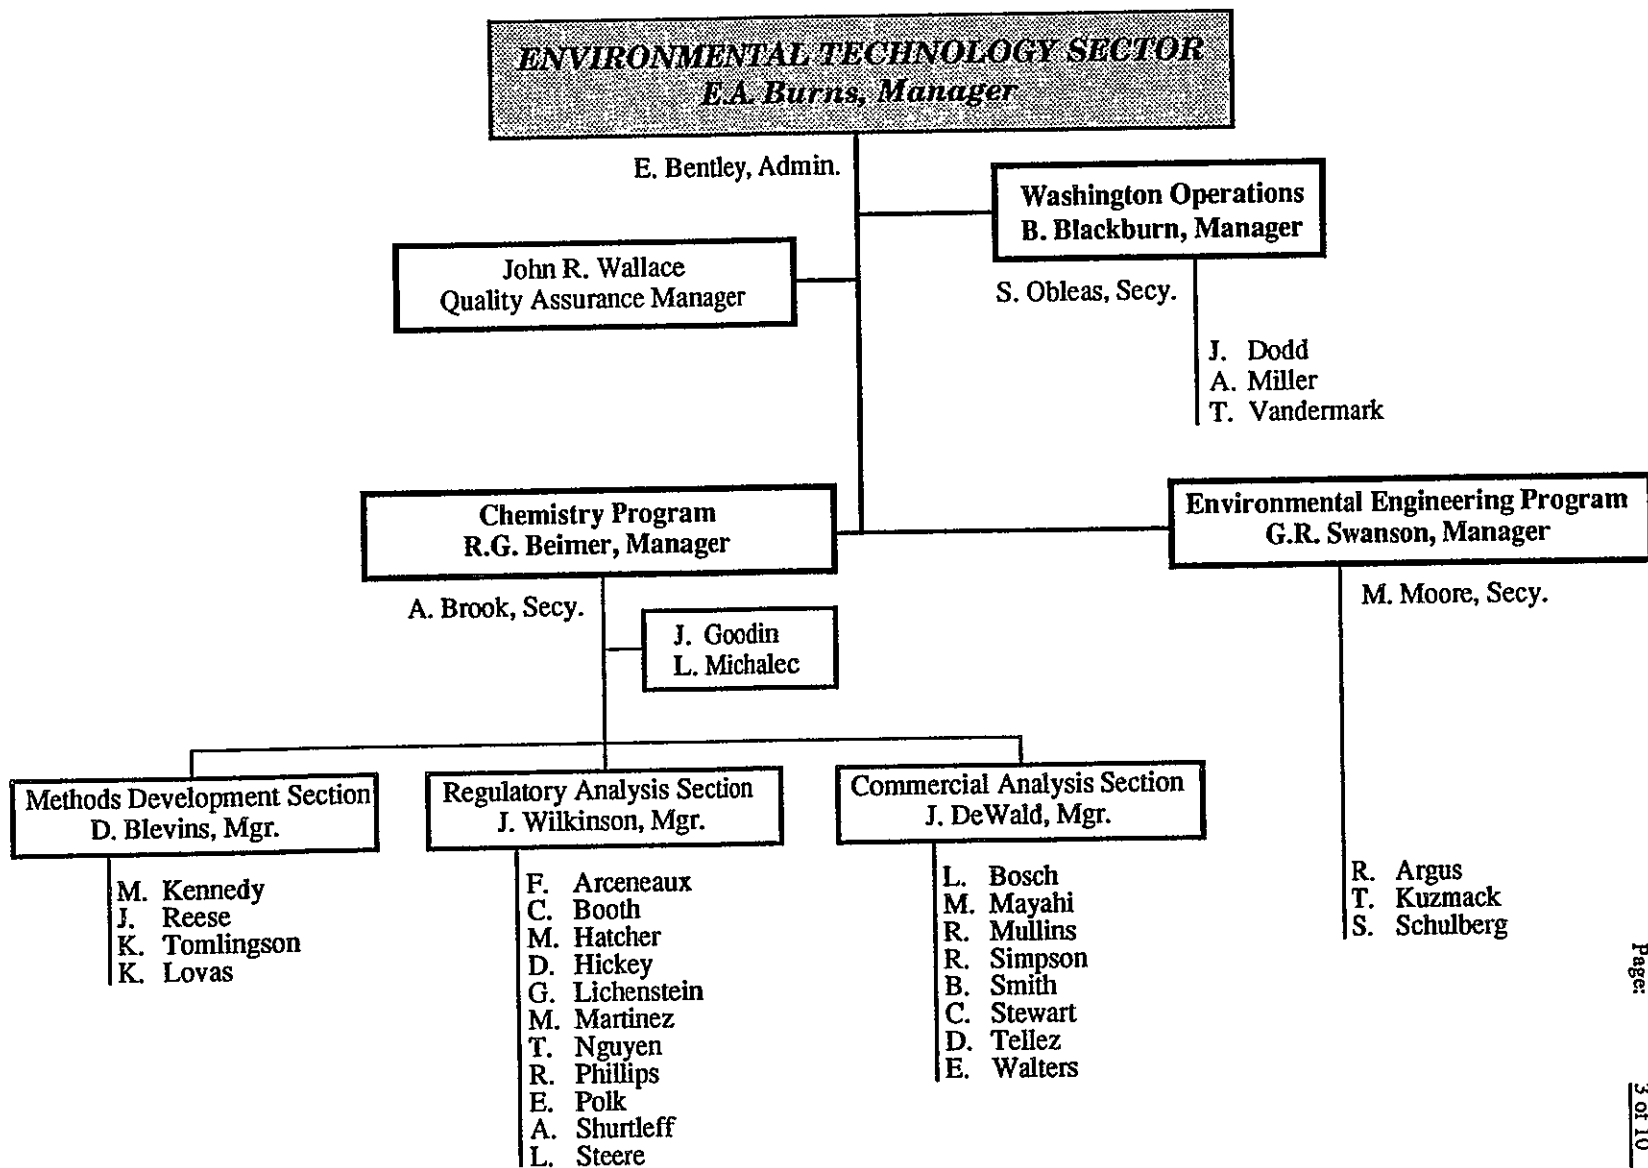 ENVIRONMENTAL TECHNOLOGY SECTOR
E.A. Burns, Manager
E. Bentley, Admin.
Washington Operations
B. Blackburn, Manager
John R. Wallace
Quality Assurance Manager
S. Obleas, Secy.
J. Dodd
A. Miller
T. Vandermark
Chemistry Program
R.G. Beimer, Manager
Environmental Engineering Program
G.R. Swanson, Manager
A. Brook, Secy.
M. Moore, Secy.
J. Goodin
L. Michalec
Methods Development Section
D. Blevins, Mgr.
M. Kennedy
J. Reese
K. Tomlingson
K. Lovas
Regulatory Analysis Section
J. Wilkinson, Mgr.
F. Arceneaux
C. Booth
M. Hatcher
D. Hickey
G. Lichenstein
M. Martinez
T. Nguyen
R. Phillips
E. Polk
A. Shurtleff
L. Steere
Commercial Analysis Section
J. DeWald, Mgr.
L. Bosch
M. Mayahi
R. Mullins
R. Simpson
B. Smith
C. Stewart
D. Tellez
E. Walters
R. Argus
T. Kuzmack
S. Schulberg
Page: 3 of 10